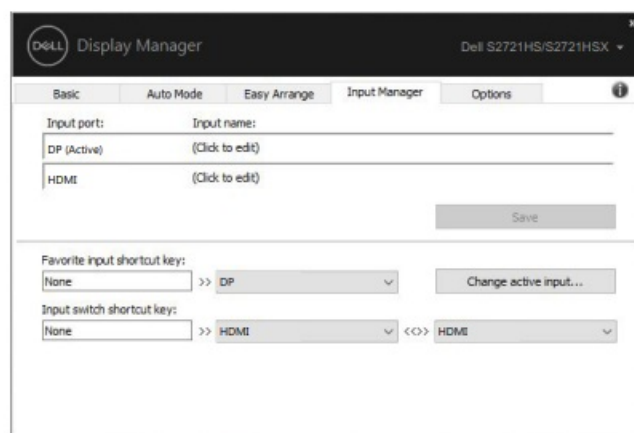 DELL Display Manager Dell S2721HS/S2721HSX
Basic Auto Mode Easy Arrange Input Manager Options
Input port: Input name:
DP (Active) (Click to edit)
HDMI (Click to edit)
Save
Favorite input shortcut key:
None >> DP Change active input...
Input switch shortcut key:
None >> HDMI <<>> HDMI